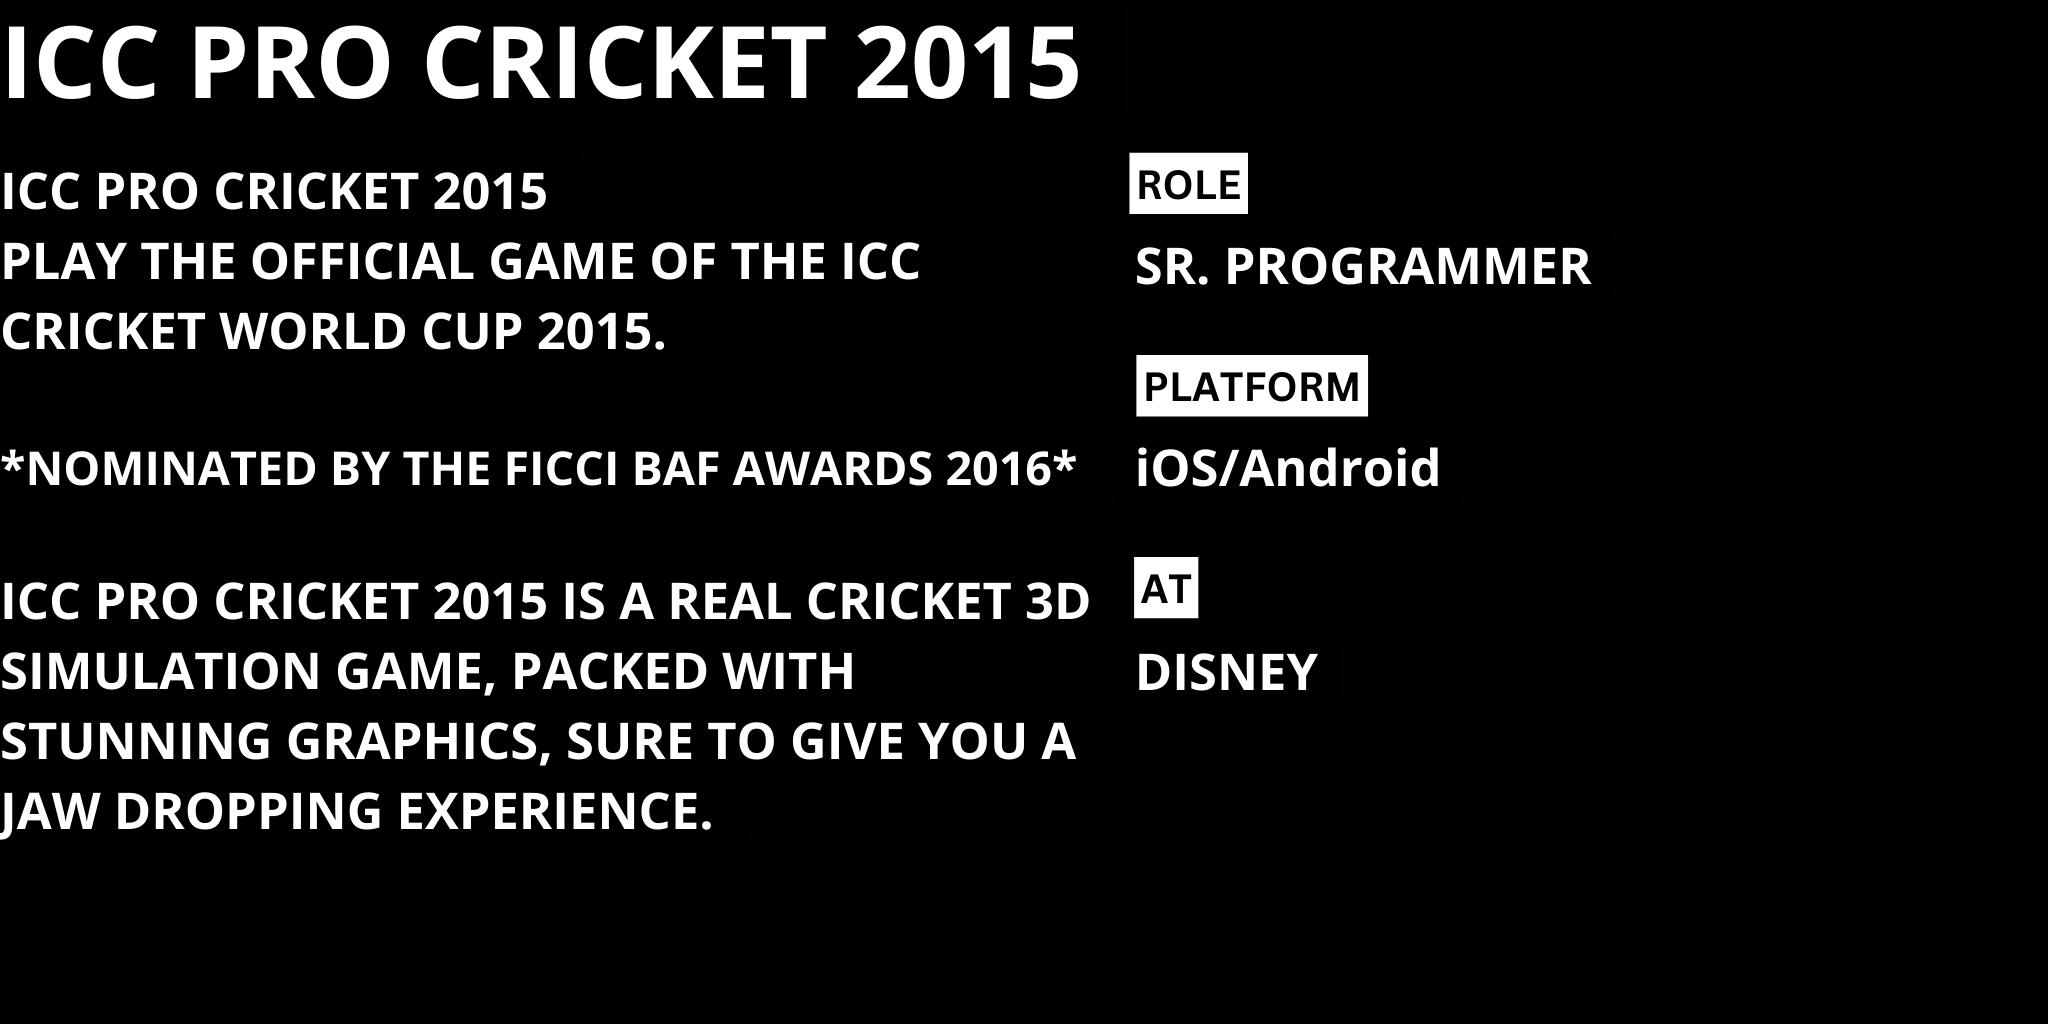 ICC PRO CRICKET 2015
ICC PRO CRICKET 2015
PLAY THE OFFICIAL GAME OF THE ICC
CRICKET WORLD CUP 2015.
*NOMINATED BY THE FICCI BAF AWARDS 2016*
ICC PRO CRICKET 2015 IS A REAL CRICKET 3D
SIMULATION GAME, PACKED WITH
STUNNING GRAPHICS, SURE TO GIVE YOU A
JAW DROPPING EXPERIENCE.
ROLE
SR. PROGRAMMER
PLATFORM
iOS/Android
AT
DISNEY